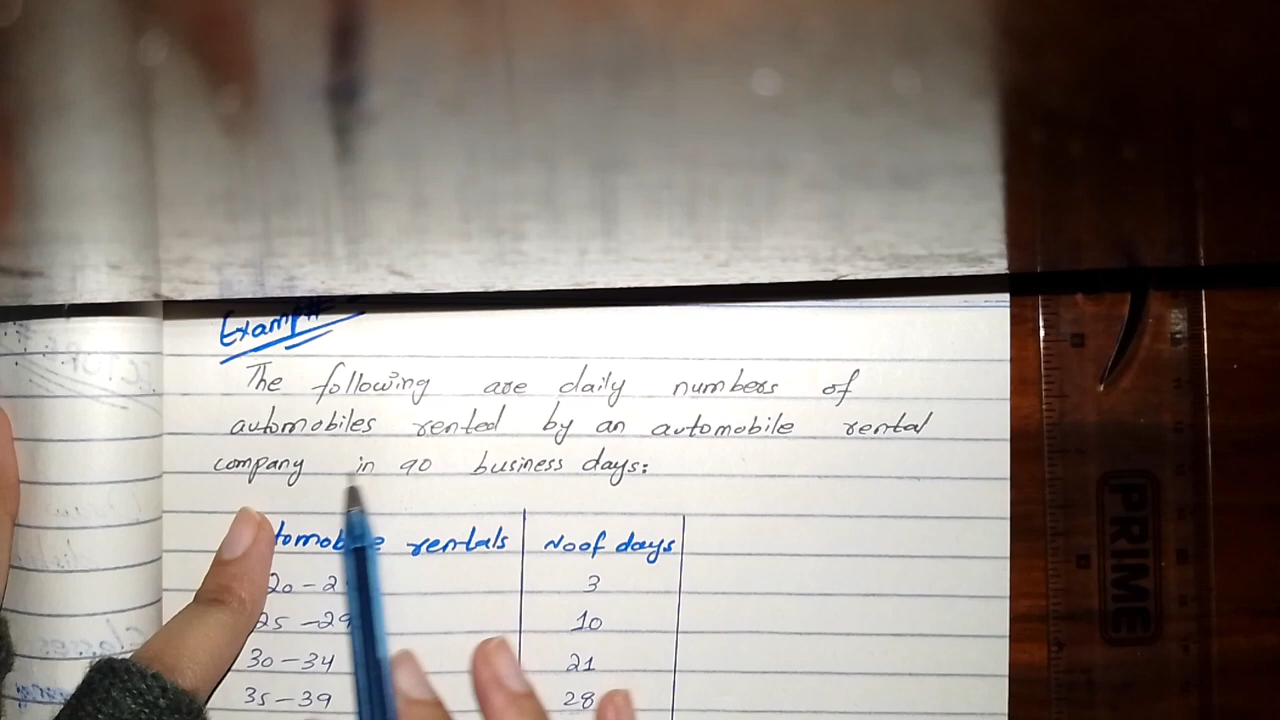 Example
The following are daily numbers of
automobiles rented by an automobile rental
company in 90 business days:
rentals No of days
3
25 - 29 10
30 - 34 21
35 - 39 28
PRIME